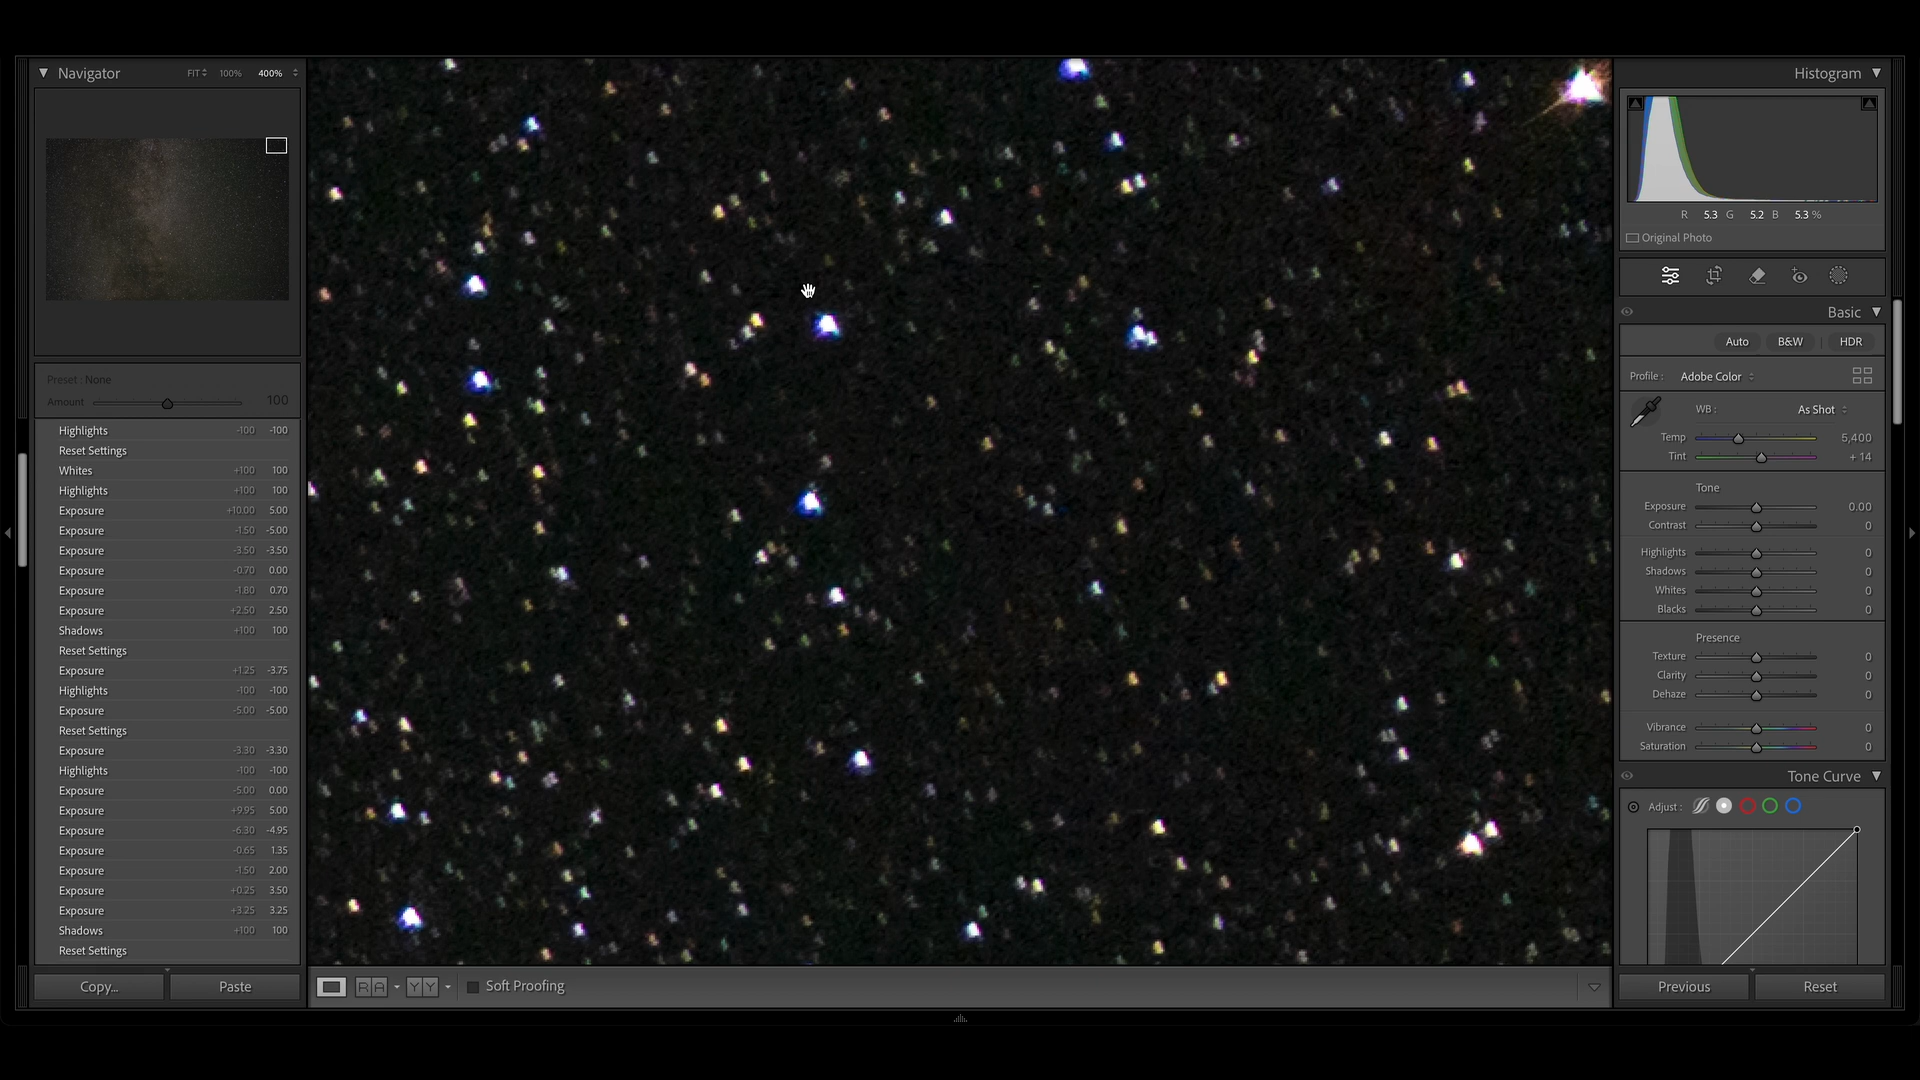 Navigator FIT 100% 400%
Preset : None
Amount 100
Highlights -100 -100
Reset Settings
Whites +100 100
Highlights +100 100
Exposure +10.00 5.00
Exposure -1.50 -5.00
Exposure -3.50 -3.50
Exposure -0.70 0.00
Exposure -1.80 0.70
Exposure +2.50 2.50
Shadows +100 100
Reset Settings
Exposure +1.25 -3.75
Highlights -100 -100
Exposure -5.00 -5.00
Reset Settings
Exposure -3.30 -3.30
Highlights -100 -100
Exposure -5.00 0.00
Exposure +9.95 5.00
Exposure -6.30 -4.95
Exposure -0.65 1.35
Exposure -1.50 2.00
Exposure +0.25 3.50
Exposure +3.25 3.25
Shadows +100 100
Reset Settings
Copy... Paste
R A Y Y Soft Proofing
Histogram
R 5.3 G 5.2 B 5.3 %
Original Photo
Basic
Auto B&W HDR
Profile : Adobe Color
WB : As Shot
Temp 5,400
Tint + 14
Tone
Exposure 0.00
Contrast 0
Highlights 0
Shadows 0
Whites 0
Blacks 0
Presence
Texture 0
Clarity 0
Dehaze 0
Vibrance 0
Saturation 0
Tone Curve
Adjust :
Previous Reset